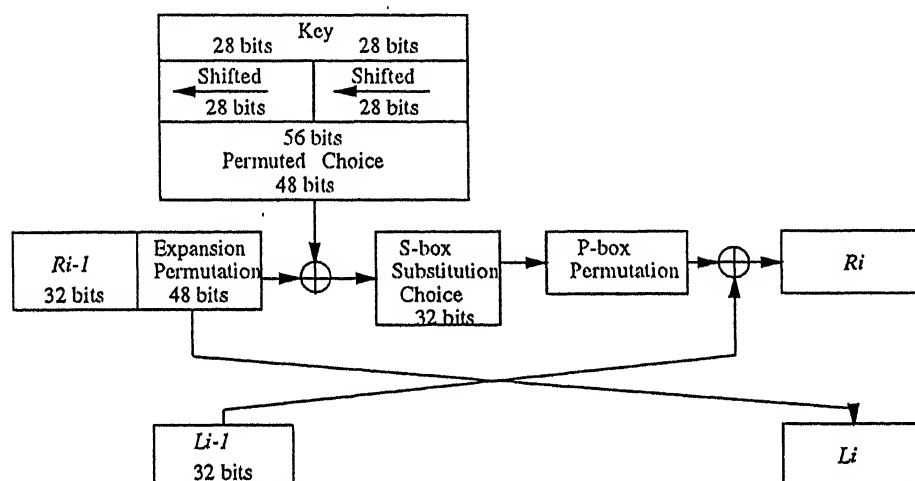 Key
28 bits 28 bits
Shifted Shifted
28 bits 28 bits
56 bits
Permuted Choice
48 bits
Ri-1
32 bits
Expansion
Permutation
48 bits
S-box
Substitution
Choice
32 bits
P-box
Permutation
Ri
Li-1
32 bits
Li